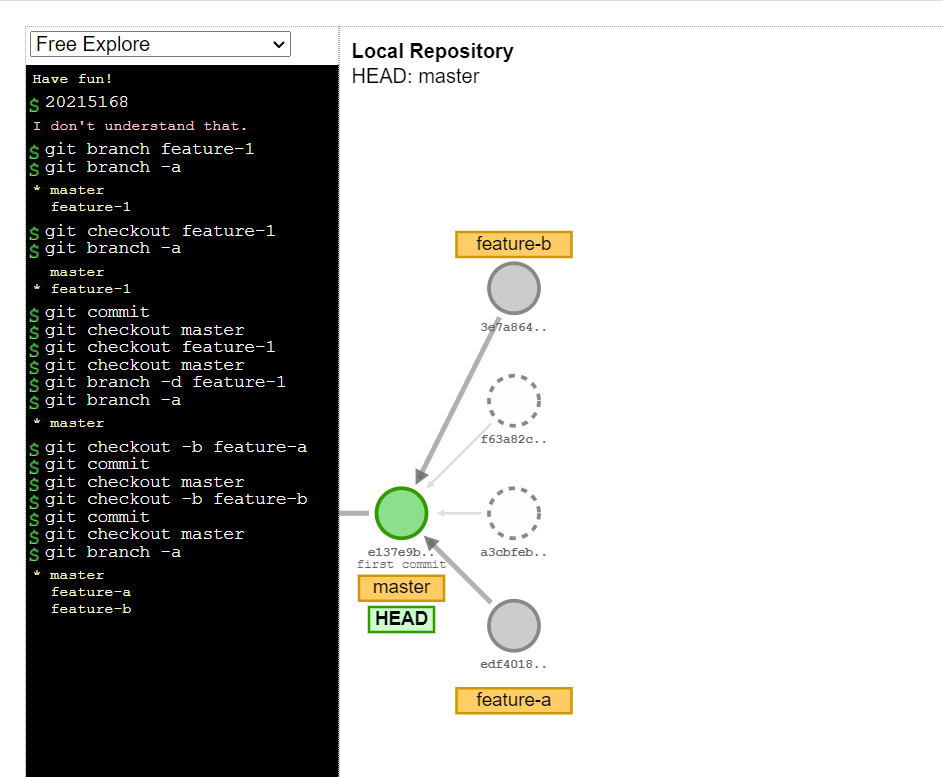 Free Explore
Have fun!
$ 20215168
I don't understand that.
$ git branch feature-1
$ git branch -a
* master
feature-1
$ git checkout feature-1
$ git branch -a
master
* feature-1
$ git commit
$ git checkout master
$ git checkout feature-1
$ git checkout master
$ git branch -d feature-1
$ git branch -a
* master
$ git checkout -b feature-a
$ git commit
$ git checkout master
$ git checkout -b feature-b
$ git commit
$ git checkout master
$ git branch -a
* master
feature-a
feature-b
Local Repository
HEAD: master
feature-b
3e7a864..
f63a82c..
e137e9b..
first commit
a3cbfeb..
master
HEAD
edf4018..
feature-a